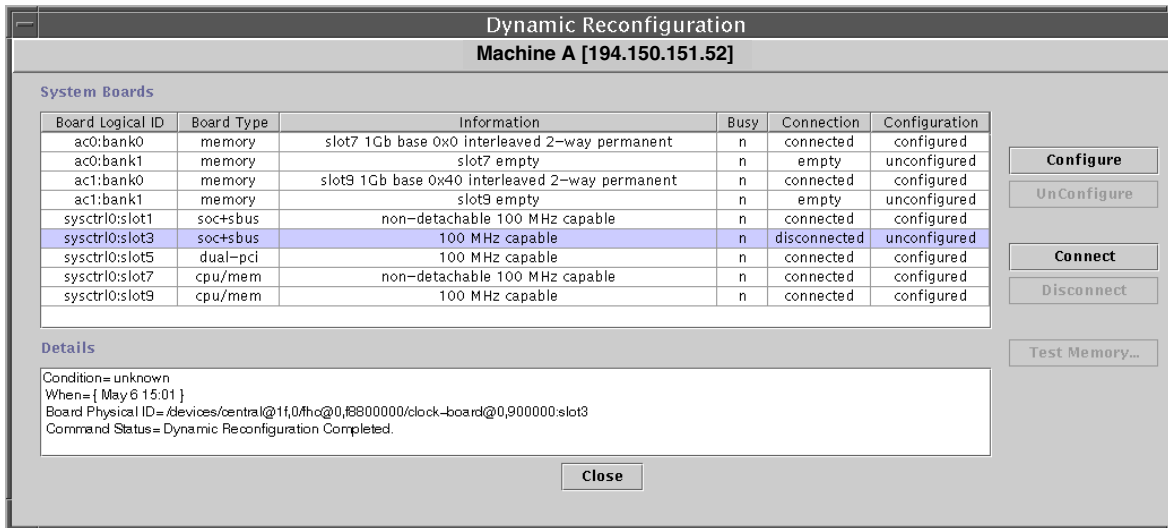 Dynamic Reconfiguration
Machine A [194.150.151.52]
System Boards
Board Logical ID Board Type Information Busy Connection Configuration
ac0:bank0 memory slot7 1Gb base 0x0 interleaved 2-way permanent n connected configured
ac0:bank1 memory slot7 empty n empty unconfigured
ac1:bank0 memory slot9 1Gb base 0x40 interleaved 2-way permanent n connected configured
ac1:bank1 memory slot9 empty n empty unconfigured
sysctrl0:slot1 soc+sbus non-detachable 100 MHz capable n connected configured
sysctrl0:slot3 soc+sbus 100 MHz capable n disconnected unconfigured
sysctrl0:slot5 dual-pci 100 MHz capable n connected configured
sysctrl0:slot7 cpu/mem non-detachable 100 MHz capable n connected configured
sysctrl0:slot9 cpu/mem 100 MHz capable n connected configured
Configure
UnConfigure
Connect
Disconnect
Test Memory...
Details
Condition= unknown
When= { May 6 15:01 }
Board Physical ID= /devices/central@1f,0/fhc@0,f8800000/clock-board@0,900000:slot3
Command Status= Dynamic Reconfiguration Completed.
Close